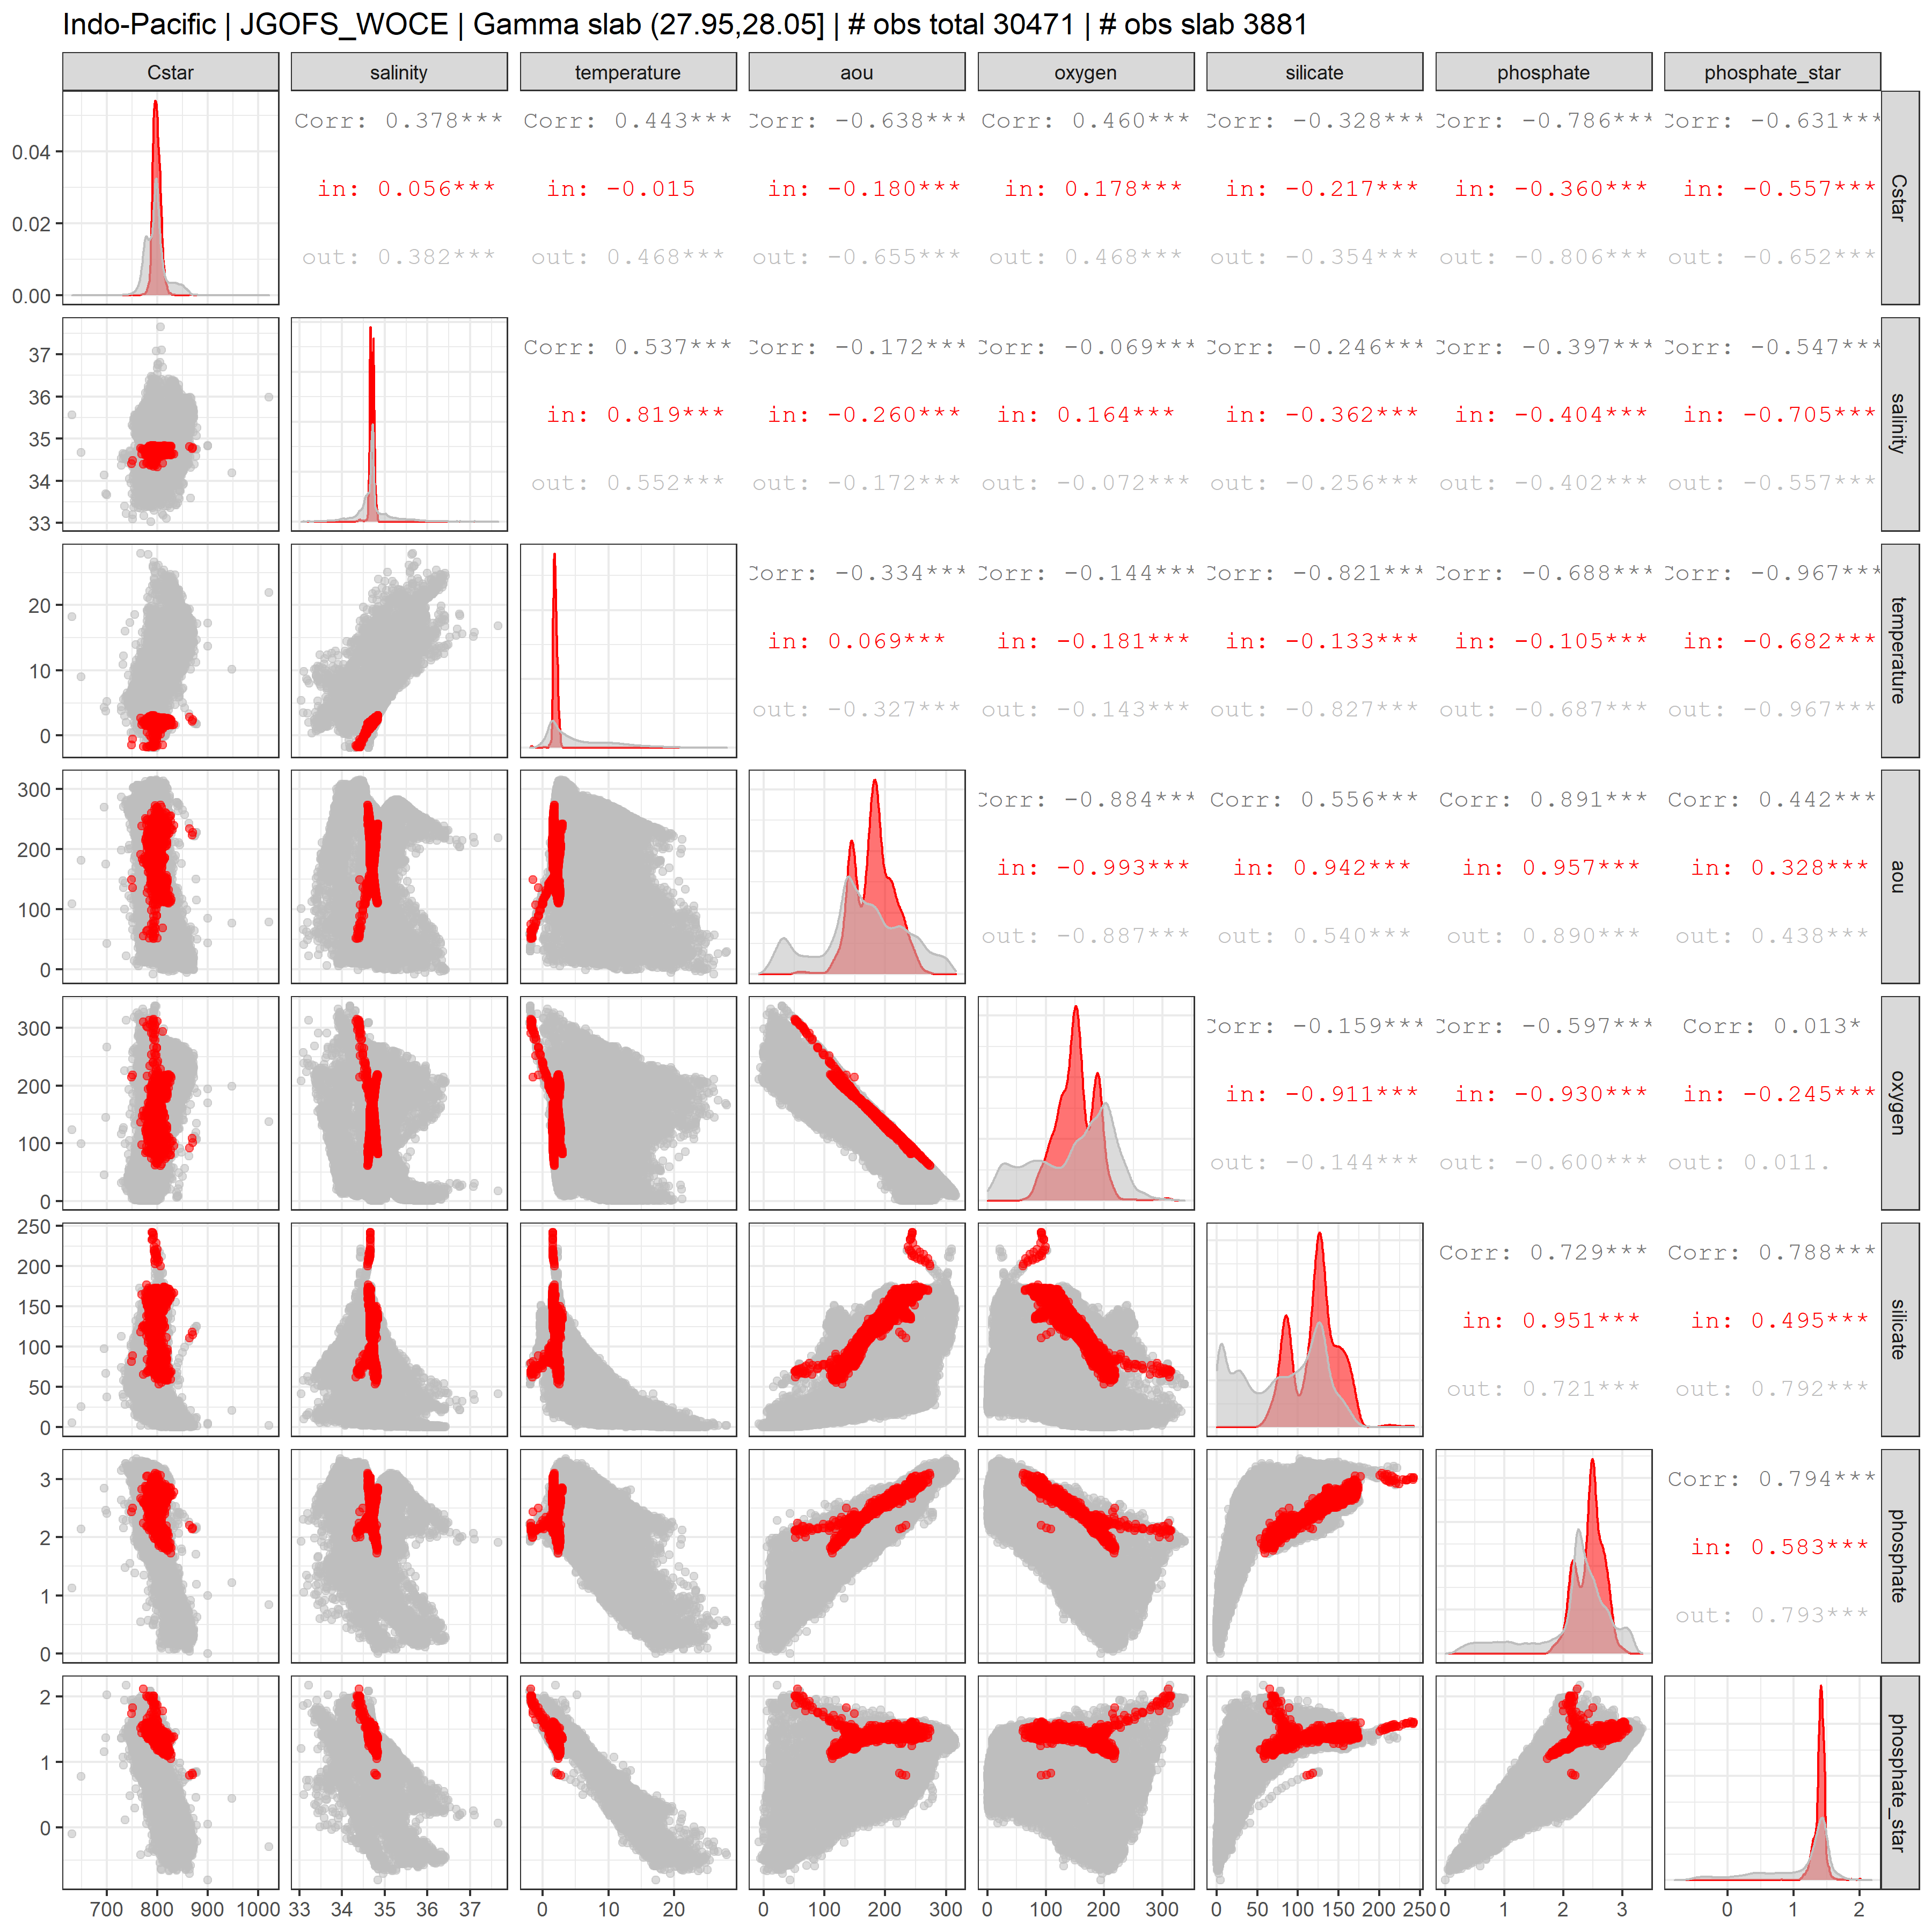 Indo-Pacific | JGOFS_WOCE | Gamma slab (27.95,28.05] | # obs total 30471 | # obs slab 3881
Cstar salinity temperature aou oxygen silicate phosphate phosphate_star
Corr: 0.378*** Corr: 0.443*** Corr: -0.638*** Corr: 0.460*** Corr: -0.328*** Corr: -0.786*** Corr: -0.631***
0.04
in: 0.056*** in: -0.015 in: -0.180*** in: 0.178*** in: -0.217*** in: -0.360*** in: -0.557***
Cstar
0.02
out: 0.382*** out: 0.468*** out: -0.655*** out: 0.468*** out: -0.354*** out: -0.806*** out: -0.652***
0.00
Corr: 0.537*** Corr: -0.172*** Corr: -0.069*** Corr: -0.246*** Corr: -0.397*** Corr: -0.547***
37
36
in: 0.819*** in: -0.260*** in: 0.164*** in: -0.362*** in: -0.404*** in: -0.705***
salinity
35
34
out: 0.552*** out: -0.172*** out: -0.072*** out: -0.256*** out: -0.402*** out: -0.557***
33
Corr: -0.334*** Corr: -0.144*** Corr: -0.821*** Corr: -0.688*** Corr: -0.967***
20
in: 0.069*** in: -0.181*** in: -0.133*** in: -0.105*** in: -0.682***
temperature
10
out: -0.327*** out: -0.143*** out: -0.827*** out: -0.687*** out: -0.967***
0
300
Corr: -0.884*** Corr: 0.556*** Corr: 0.891*** Corr: 0.442***
200
in: -0.993*** in: 0.942*** in: 0.957*** in: 0.328***
aou
100
out: -0.887*** out: 0.540*** out: 0.890*** out: 0.438***
0
300
Corr: -0.159*** Corr: -0.597*** Corr: 0.013*
200
in: -0.911*** in: -0.930*** in: -0.245***
oxygen
100
out: -0.144*** out: -0.600*** out: 0.011.
0
250
Corr: 0.729*** Corr: 0.788***
200
150
in: 0.951*** in: 0.495***
silicate
100
50
out: 0.721*** out: 0.792***
0
3
Corr: 0.794***
2
in: 0.583***
phosphate
1
out: 0.793***
0
2
1
phosphate_star
0
700 800 900 1000 33 34 35 36 37 0 10 20 0 100 200 300 0 100 200 300 0 50 100 150 200 250 0 1 2 3 0 1 2